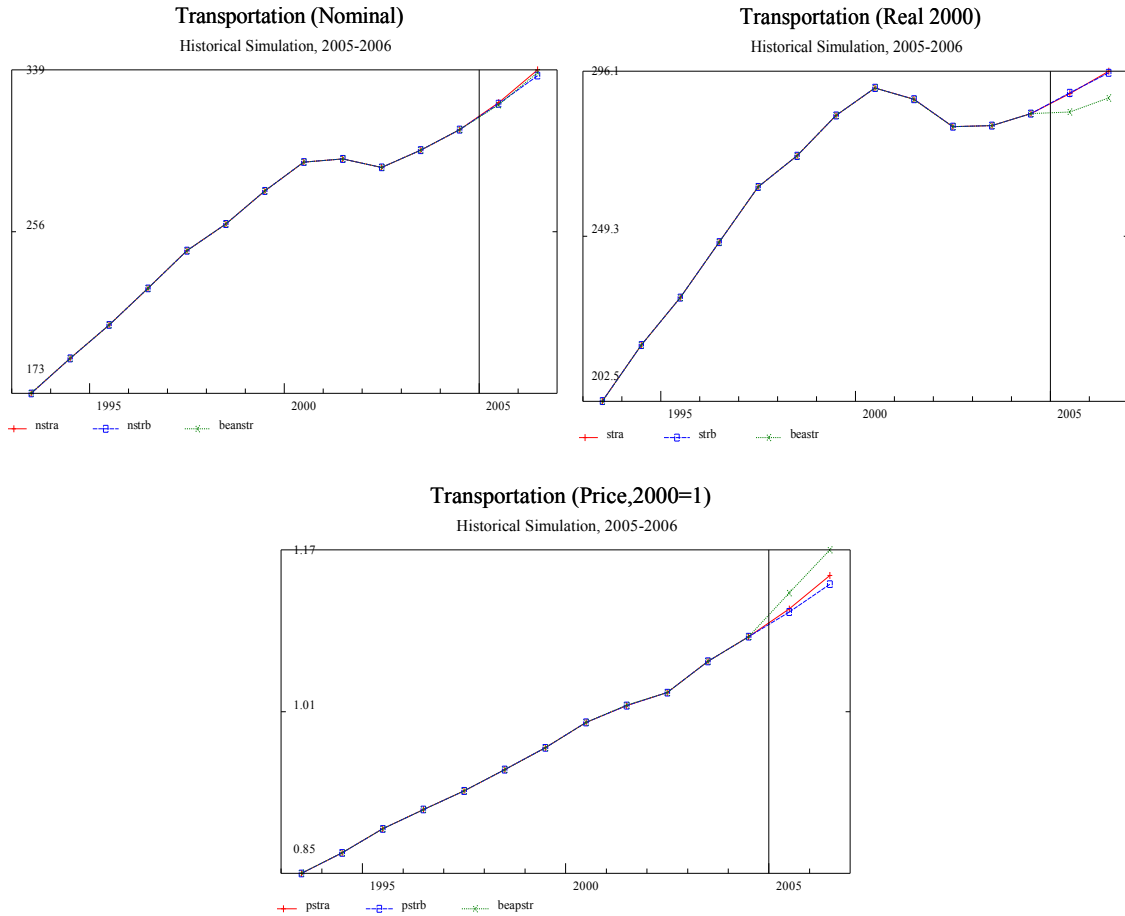 Transportation (Nominal)
Historical Simulation, 2005-2006
339
256
173
1995 2000 2005
nstra nstrb beanstr
Transportation (Real 2000)
Historical Simulation, 2005-2006
296.1
249.3
202.5
1995 2000 2005
stra strb beastr
Transportation (Price,2000=1)
Historical Simulation, 2005-2006
1.17
1.01
0.85
1995 2000 2005
pstra pstrb beapstr